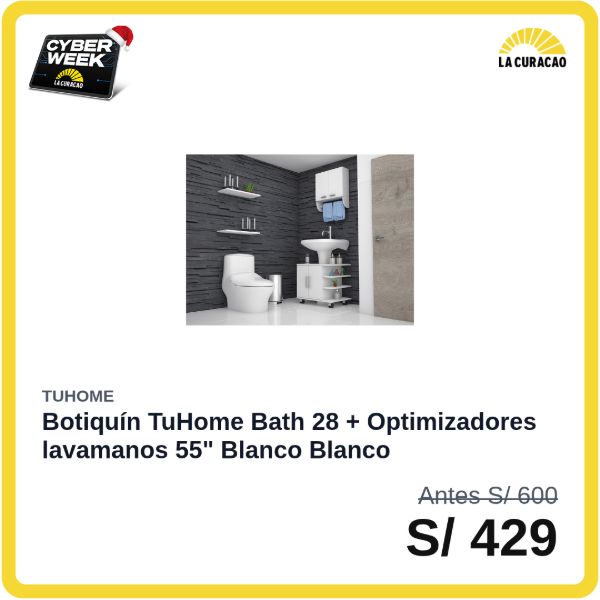 CYBER
WEEK
LA CURACAO
LA CURACAO
TUHOME
Botiquín TuHome Bath 28 + Optimizadores
lavamanos 55" Blanco Blanco
Antes S/ 600
S/ 429